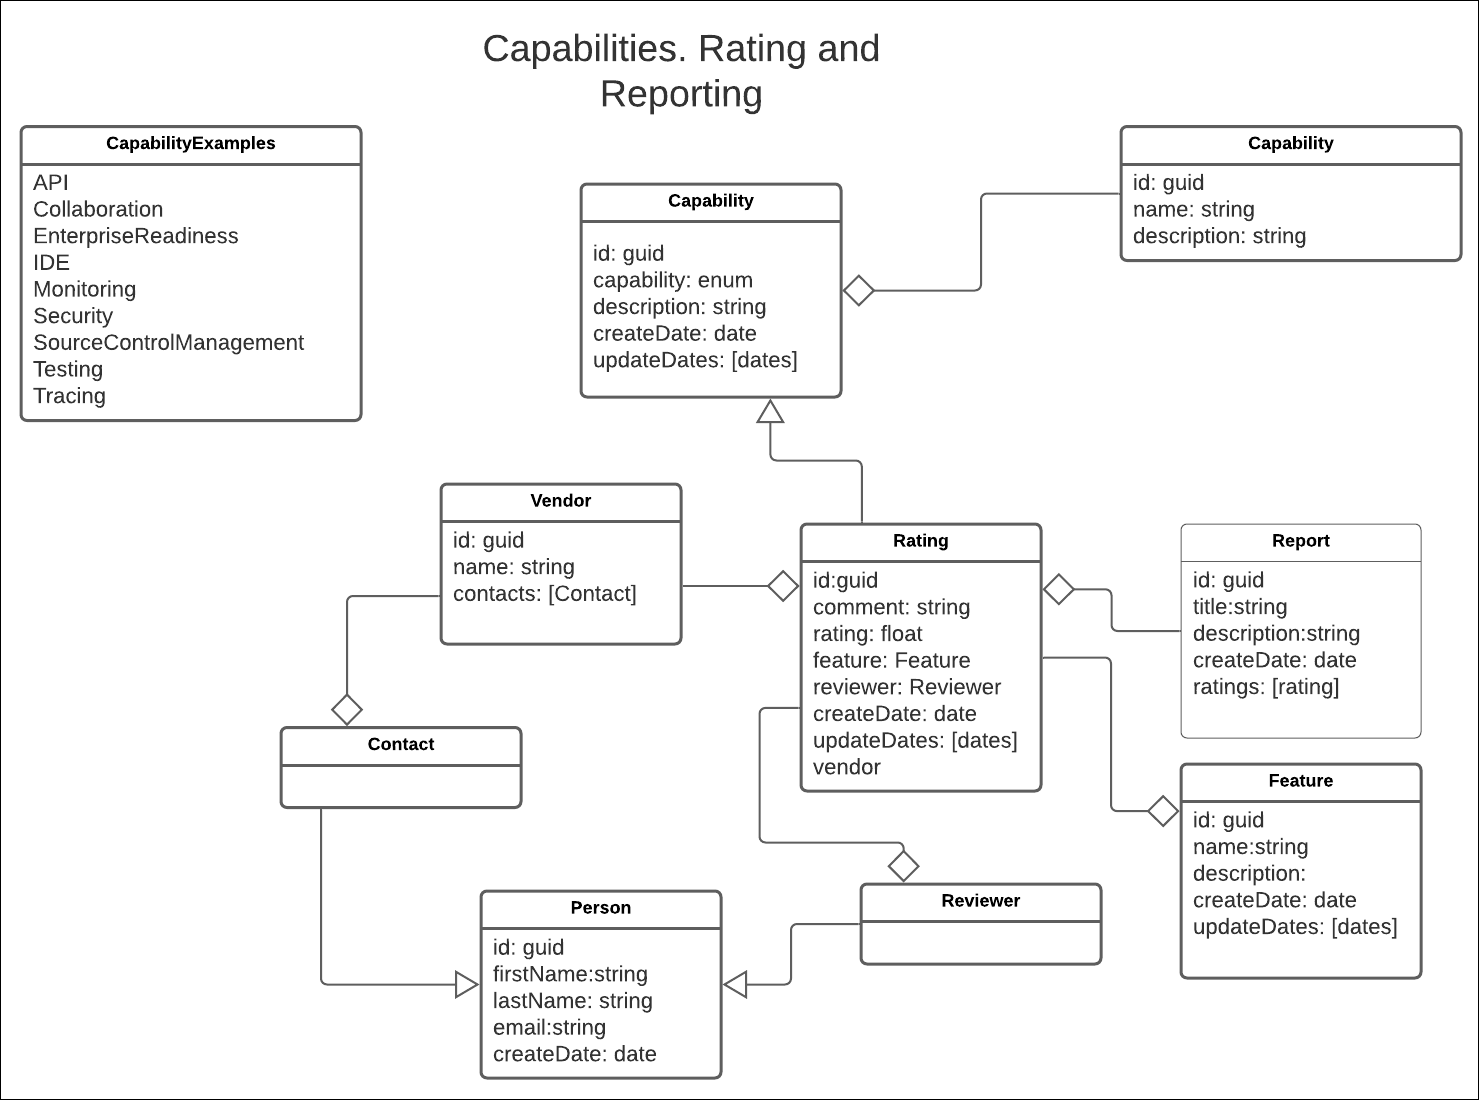 Capabilities. Rating and
Reporting
CapabilityExamples
API
Collaboration
EnterpriseReadiness
IDE
Monitoring
Security
SourceControlManagement
Testing
Tracing
Capability
id: guid
capability: enum
description: string
createDate: date
updateDates: [dates]
Capability
id: guid
name: string
description: string
Vendor
id: guid
name: string
contacts: [Contact]
Rating
id:guid
comment: string
rating: float
feature: Feature
reviewer: Reviewer
createDate: date
updateDates: [dates]
vendor
Report
id: guid
title:string
description:string
createDate: date
ratings: [rating]
Contact
Feature
id: guid
name:string
description:
createDate: date
updateDates: [dates]
Person
id: guid
firstName:string
lastName: string
email:string
createDate: date
Reviewer